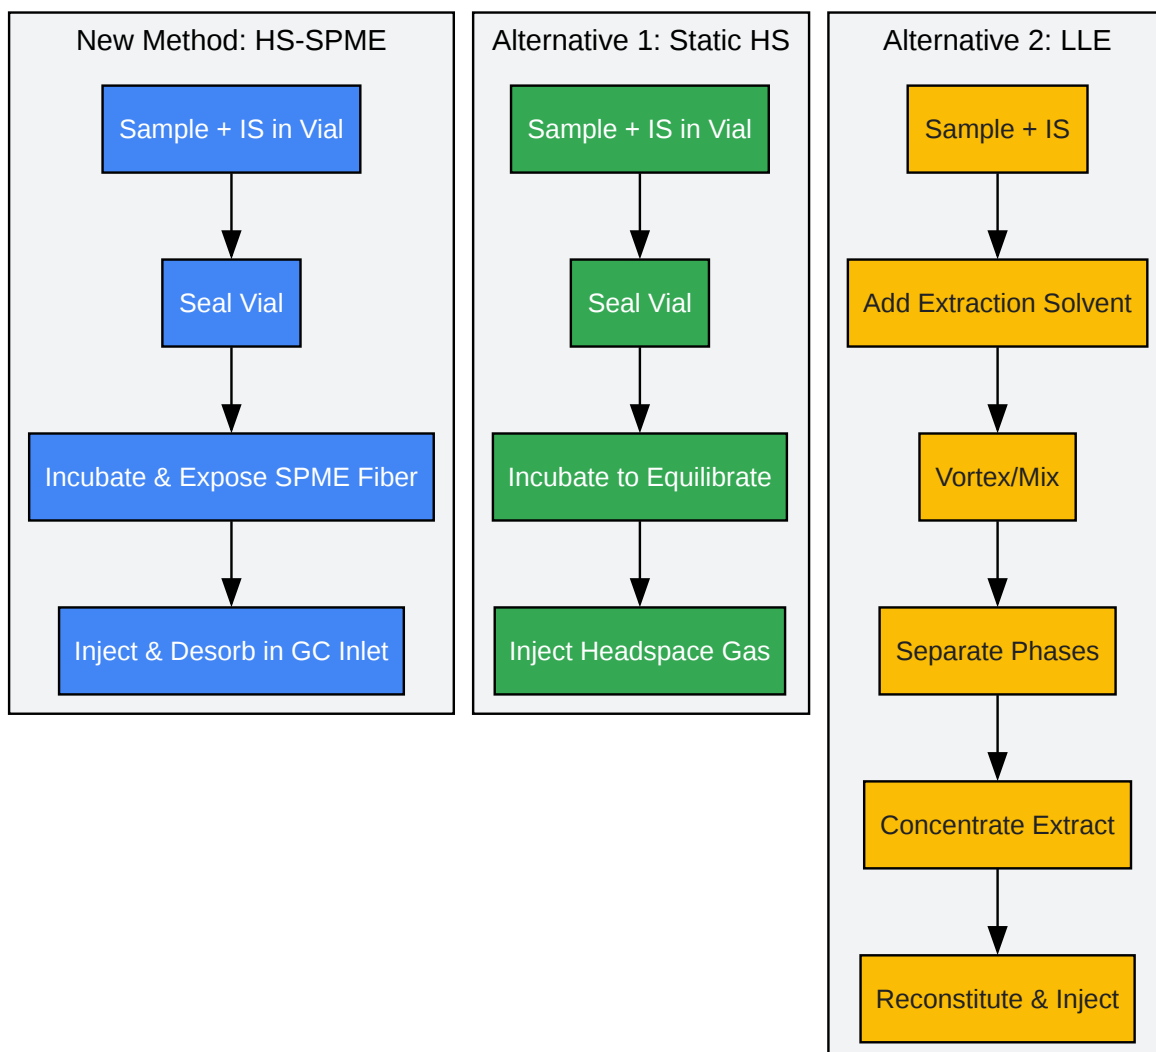 New Method: HS-SPME
Sample + IS in Vial
Seal Vial
Incubate & Expose SPME Fiber
Inject & Desorb in GC Inlet
Alternative 1: Static HS
Sample + IS in Vial
Seal Vial
Incubate to Equilibrate
Inject Headspace Gas
Alternative 2: LLE
Sample + IS
Add Extraction Solvent
Vortex/Mix
Separate Phases
Concentrate Extract
Reconstitute & Inject